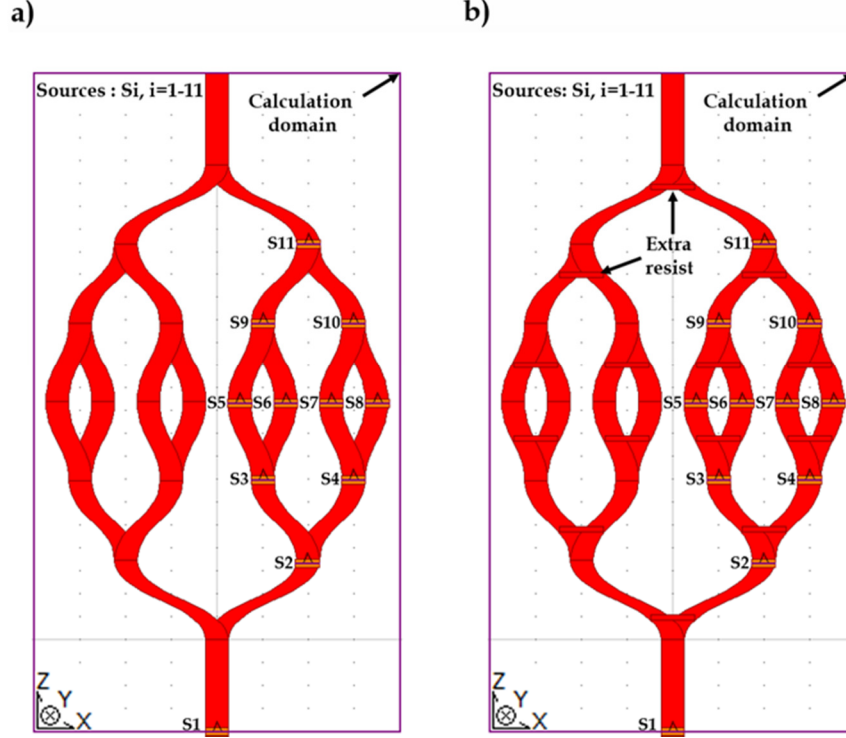 a)
Sources : Si, i=1-11
Calculation
domain
S11
S9
S10
S5
S6
S7
S8
S3
S4
S2
S1
Z
Y
X
b)
Sources: Si, i=1-11
Calculation
domain
Extra
resist
S11
S9
S10
S5
S6
S7
S8
S3
S4
S2
S1
Z
Y
X